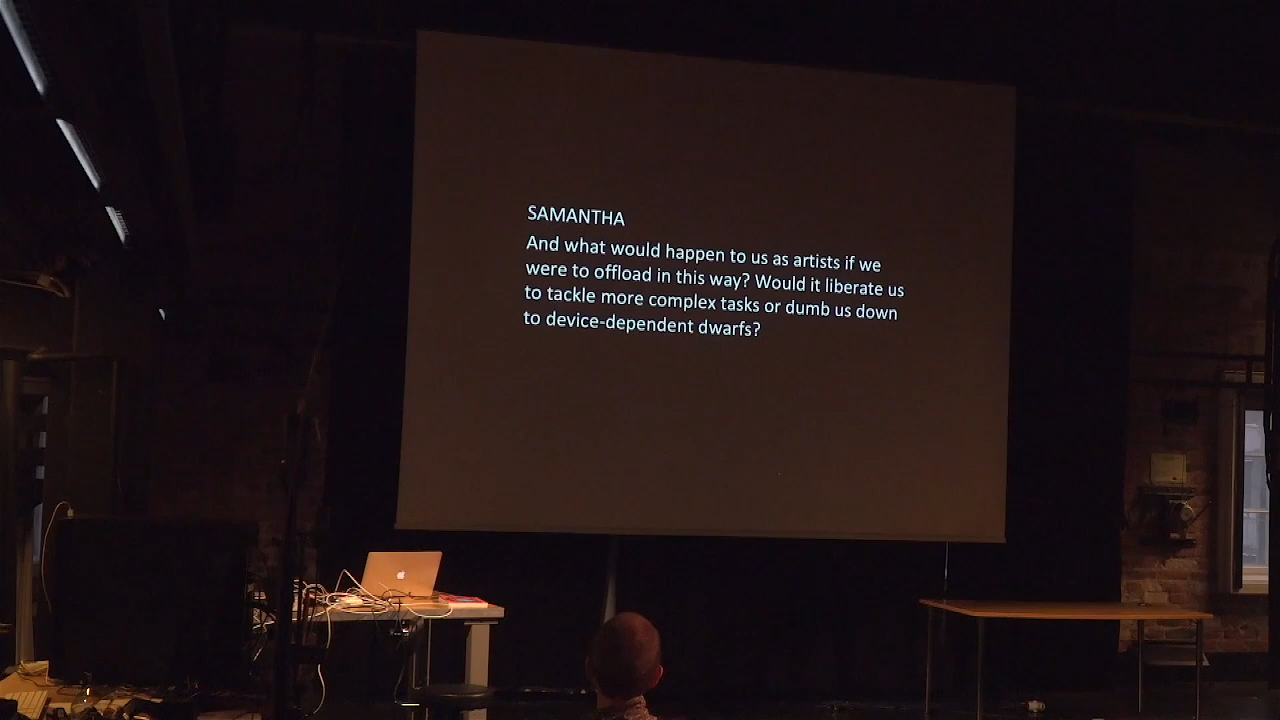 SAMANTHA
And what would happen to us as artists if we
were to offload in this way? Would it liberate us
to tackle more complex tasks or dumb us down
to device-dependent dwarfs?